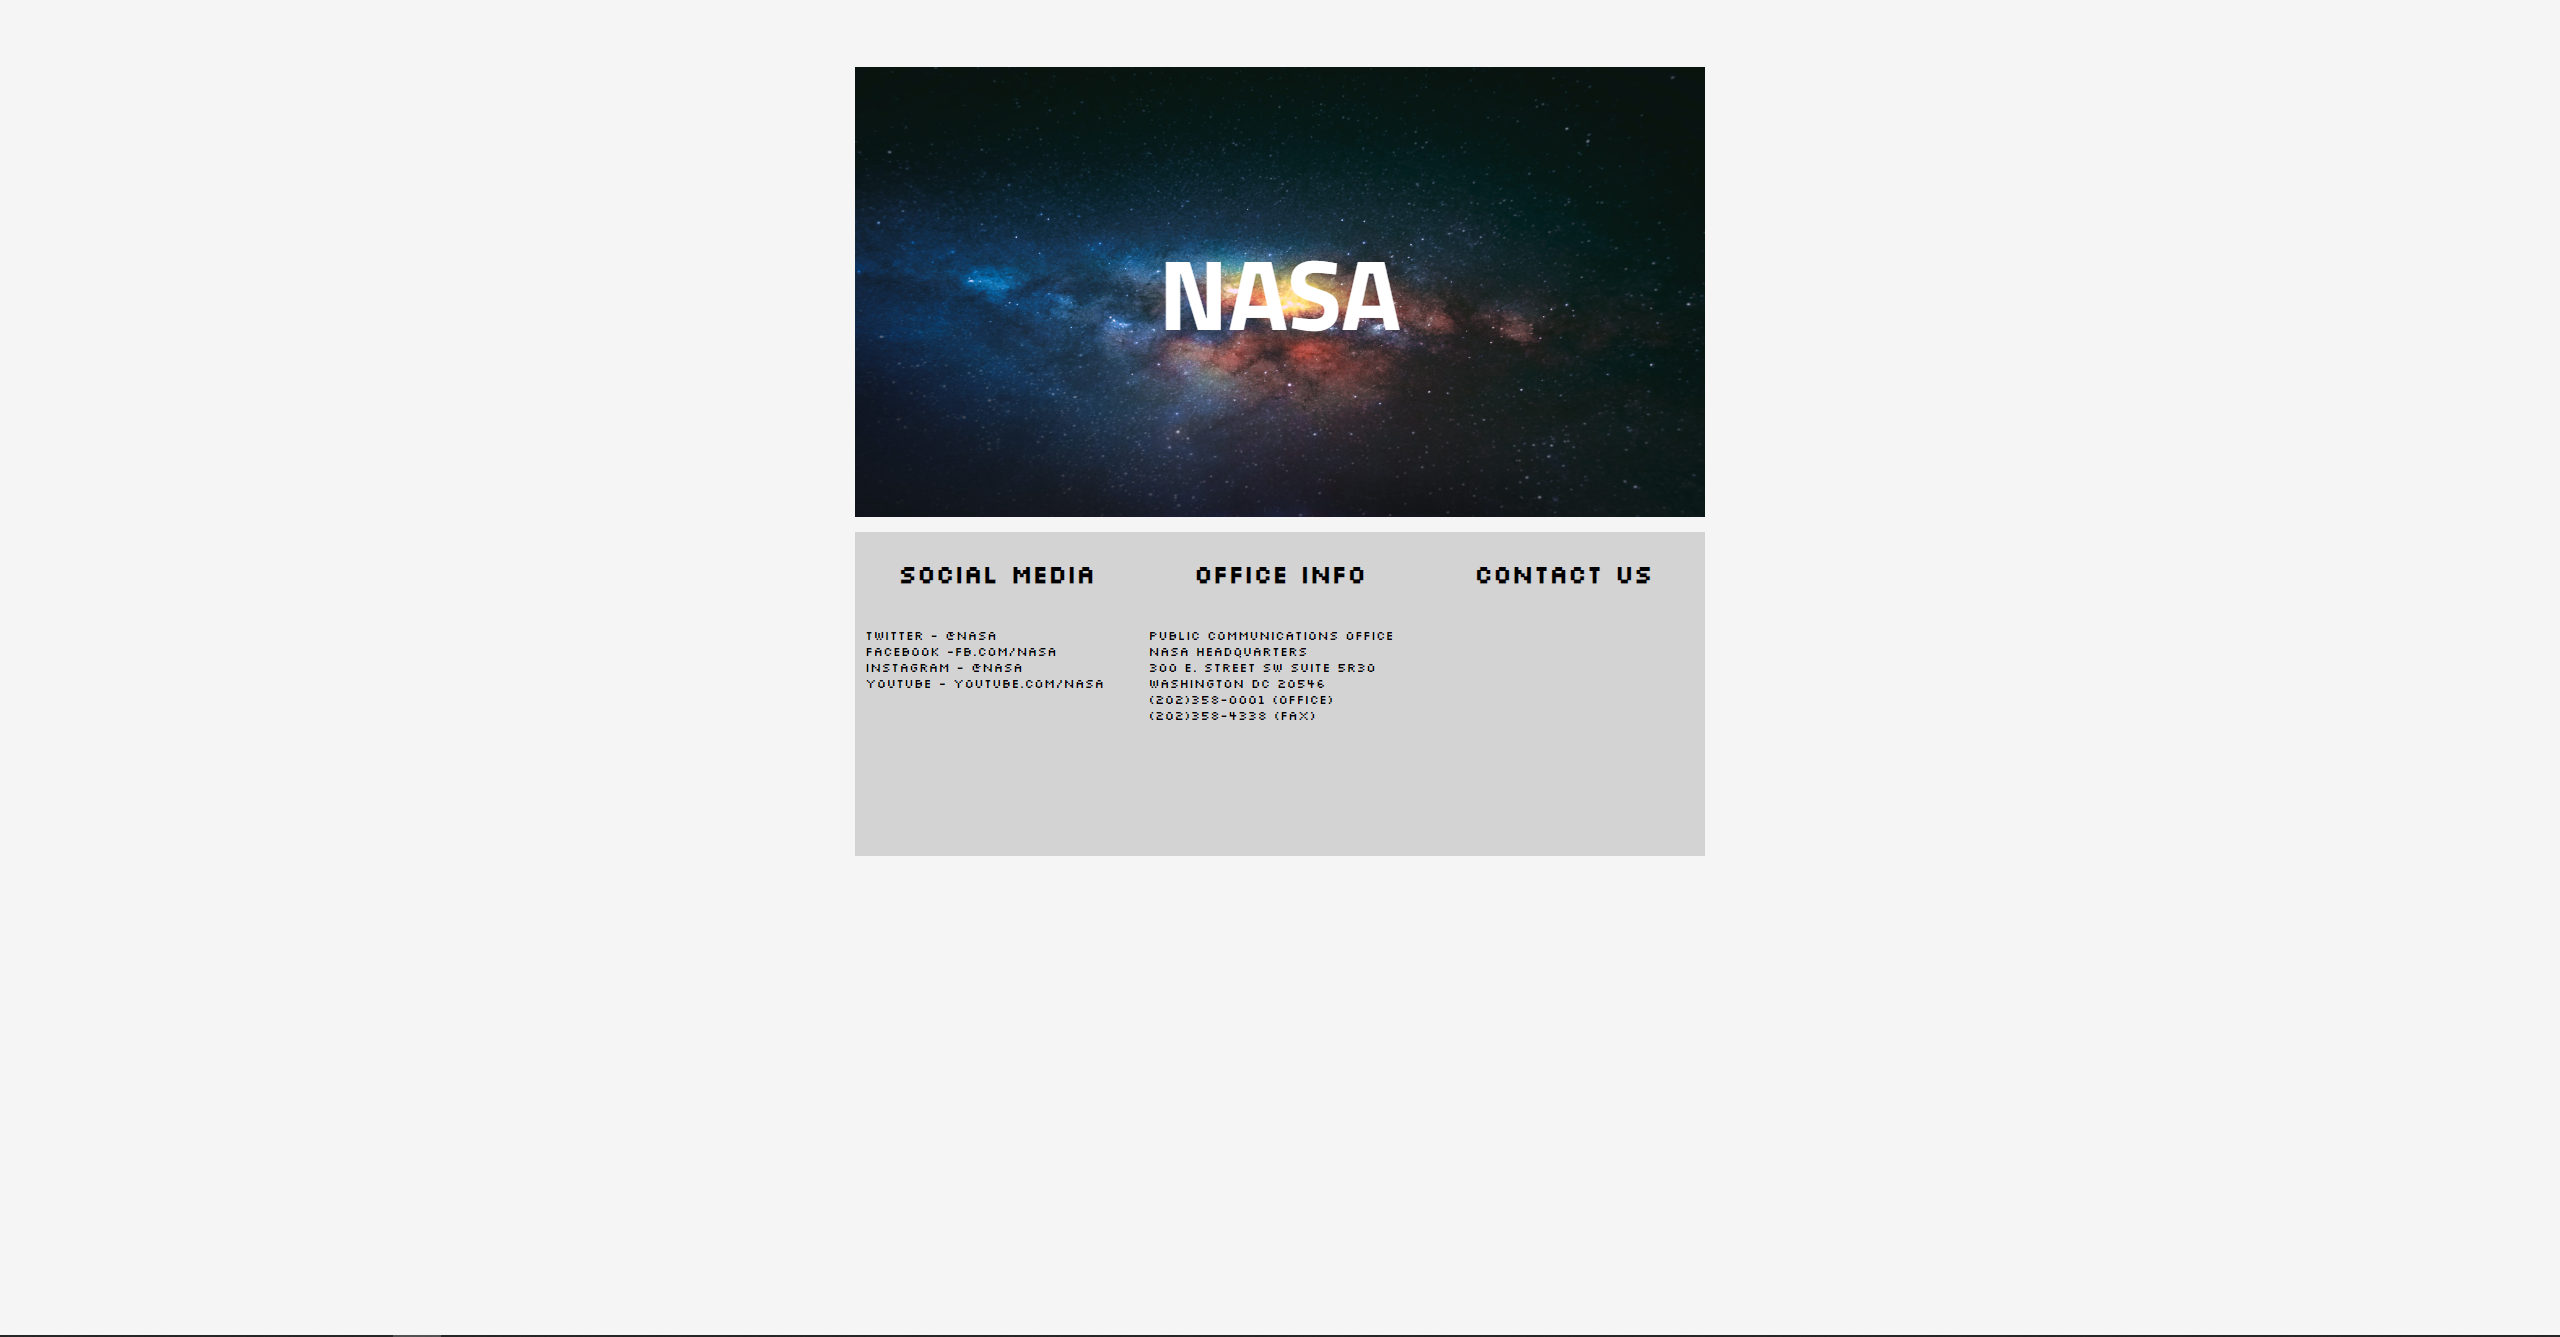 NASA
SOCIAL MEDIA
TWITTER - @NASA
FACEBOOK -FB.COM/NASA
INSTAGRAM - @NASA
YOUTUBE - YOUTUBE.COM/NASA
OFFICE INFO
PUBLIC COMMUNICATIONS OFFICE
NASA HEADQUARTERS
300 E. STREET SW SUITE 5R30
WASHINGTON DC 20546
(202)358-0001 (OFFICE)
(202)358-4338 (FAX)
CONTACT US